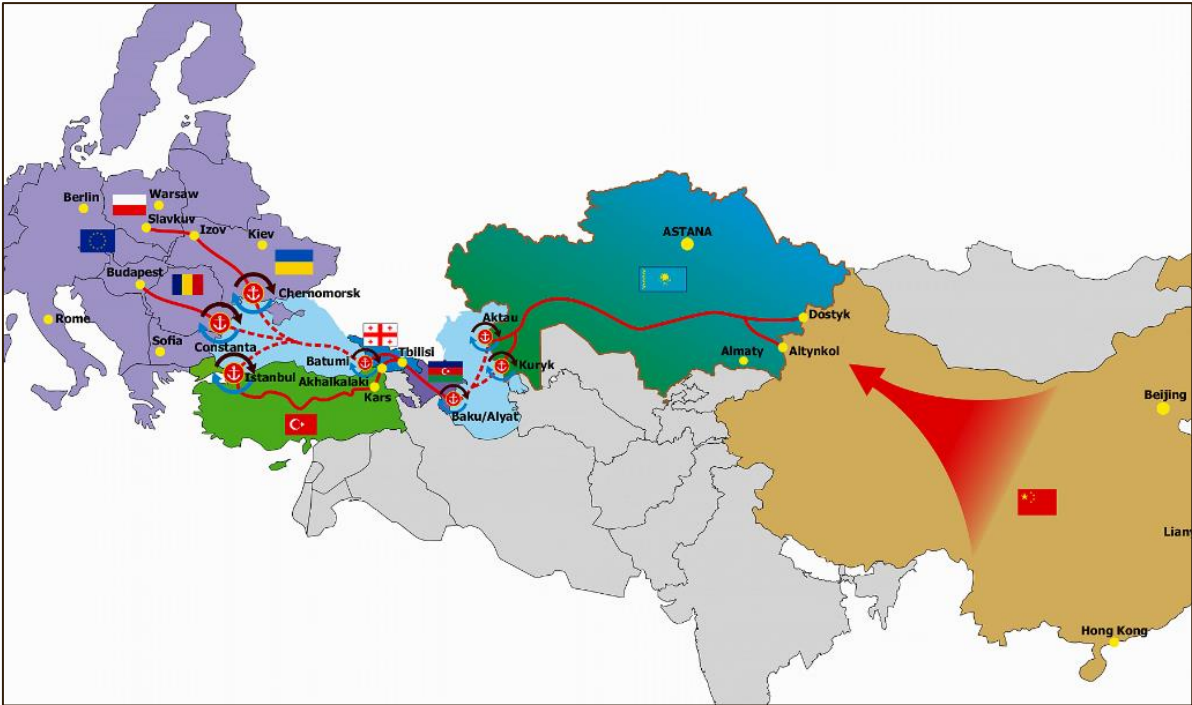 Berlin
Warsaw
Slavkuv
Izov
Kiev
ASTANA
Budapest
Chernomorsk
Rome
Aktau
Dostyk
Constanta
Sofia
Tbilisi
Almaty
Altynkol
Batumi
Kuryk
Istanbul
Akhalkalaki
Kars
Beijing
Baku/Alyat
Lian
Hong Kong